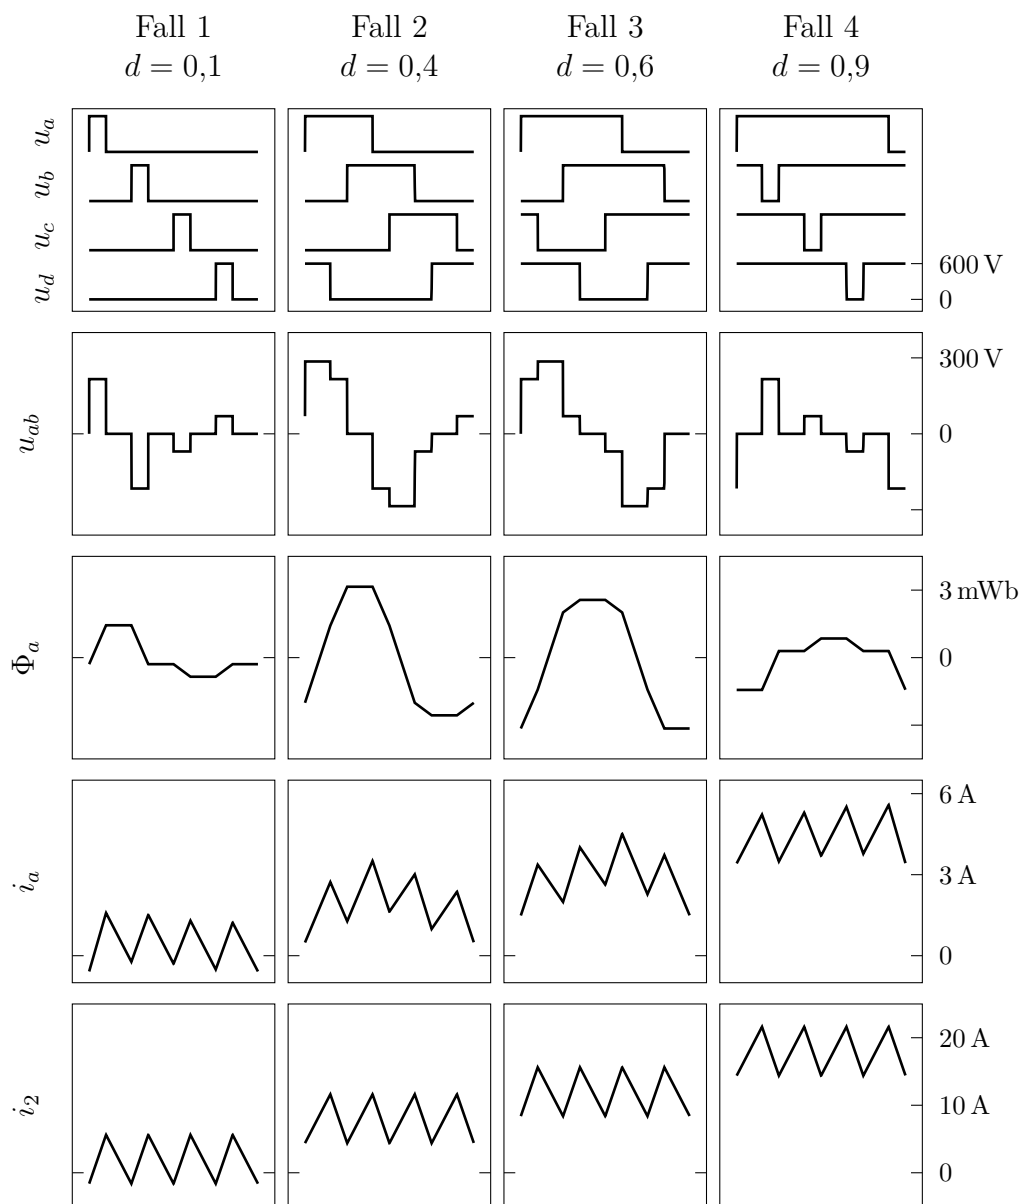 Fall 1 Fall 2 Fall 3 Fall 4
d = 0,1 d = 0,4 d = 0,6 d = 0,9
u_a
u_b
u_c
u_d
600 V
0
u_ab
300 V
0
Φ_a
3 mWb
0
i_a
6 A
3 A
0
i_2
20 A
10 A
0